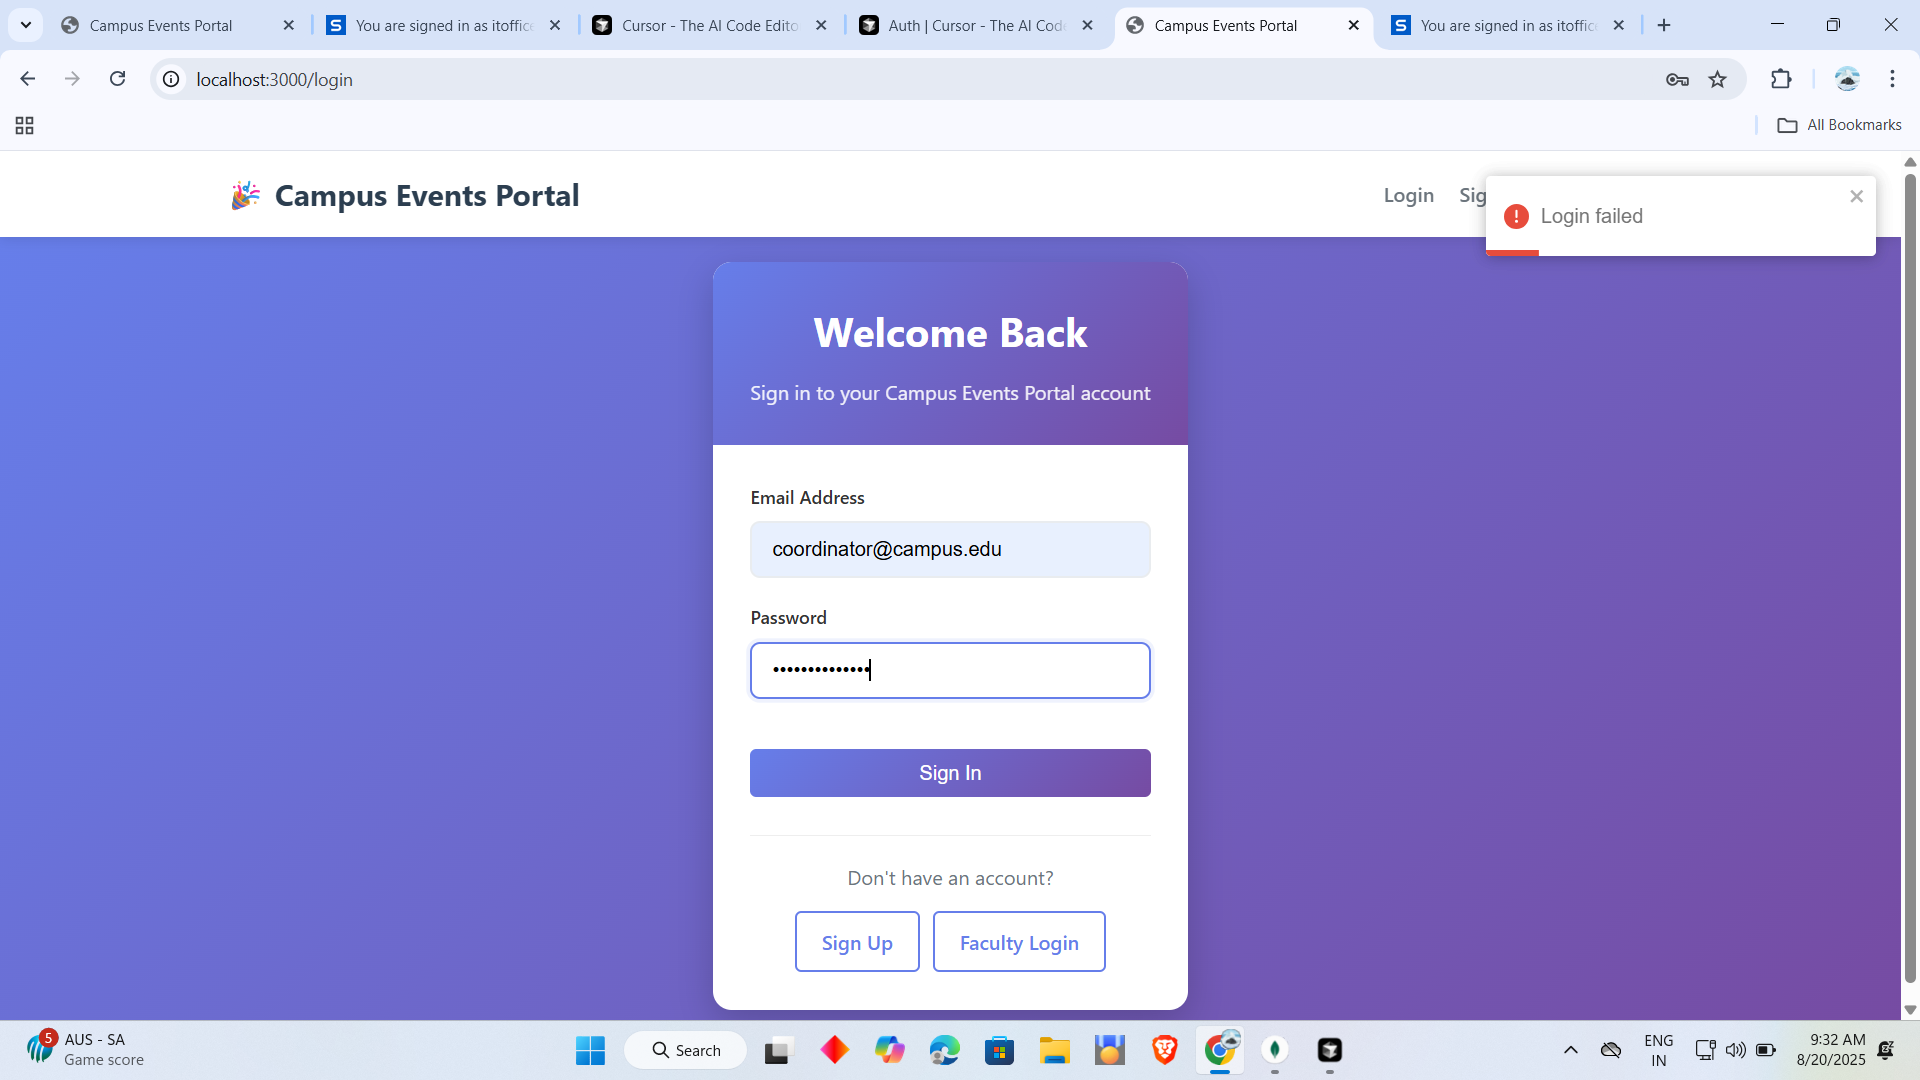 Campus Events Portal
You are signed in as itoffice
Cursor - The AI Code Edito
Auth | Cursor - The AI Cod
Campus Events Portal
You are signed in as itoffic
localhost:3000/login
All Bookmarks
Campus Events Portal
Login
Sig
Login failed
Welcome Back
Sign in to your Campus Events Portal account
Email Address
coordinator@campus.edu
Password
••••••••••••••
Sign In
Don't have an account?
Sign Up
Faculty Login
5
AUS - SA
Game score
Search
ENG
IN
9:32 AM
8/20/2025